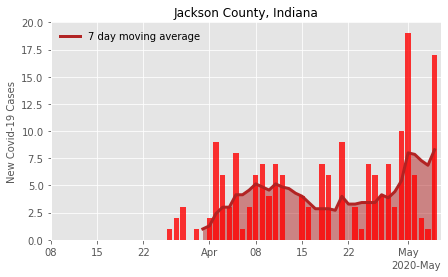 Jackson County, Indiana
7 day moving average
New Covid-19 Cases
20.0
17.5
15.0
12.5
10.0
7.5
5.0
2.5
0.0
08 15 22 Apr 08 15 22 May
2020-May